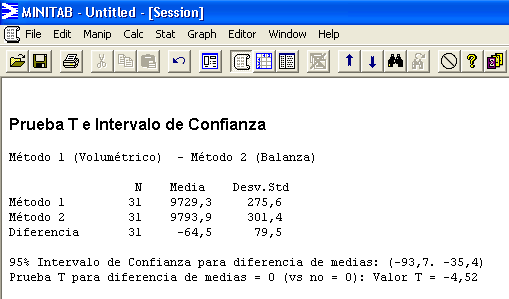 MINITAB - Untitled - [Session]
File Edit Manip Calc Stat Graph Editor Window Help
Prueba T e Intervalo de Confianza
Método 1 (Volumétrico) - Método 2 (Balanza)
N Media Desv.Std
Método 1 31 9729,3 275,6
Método 2 31 9793,9 301,4
Diferencia 31 -64,5 79,5
95% Intervalo de Confianza para diferencia de medias: (-93,7. -35,4)
Prueba T para diferencia de medias = 0 (vs no = 0): Valor T = -4,52